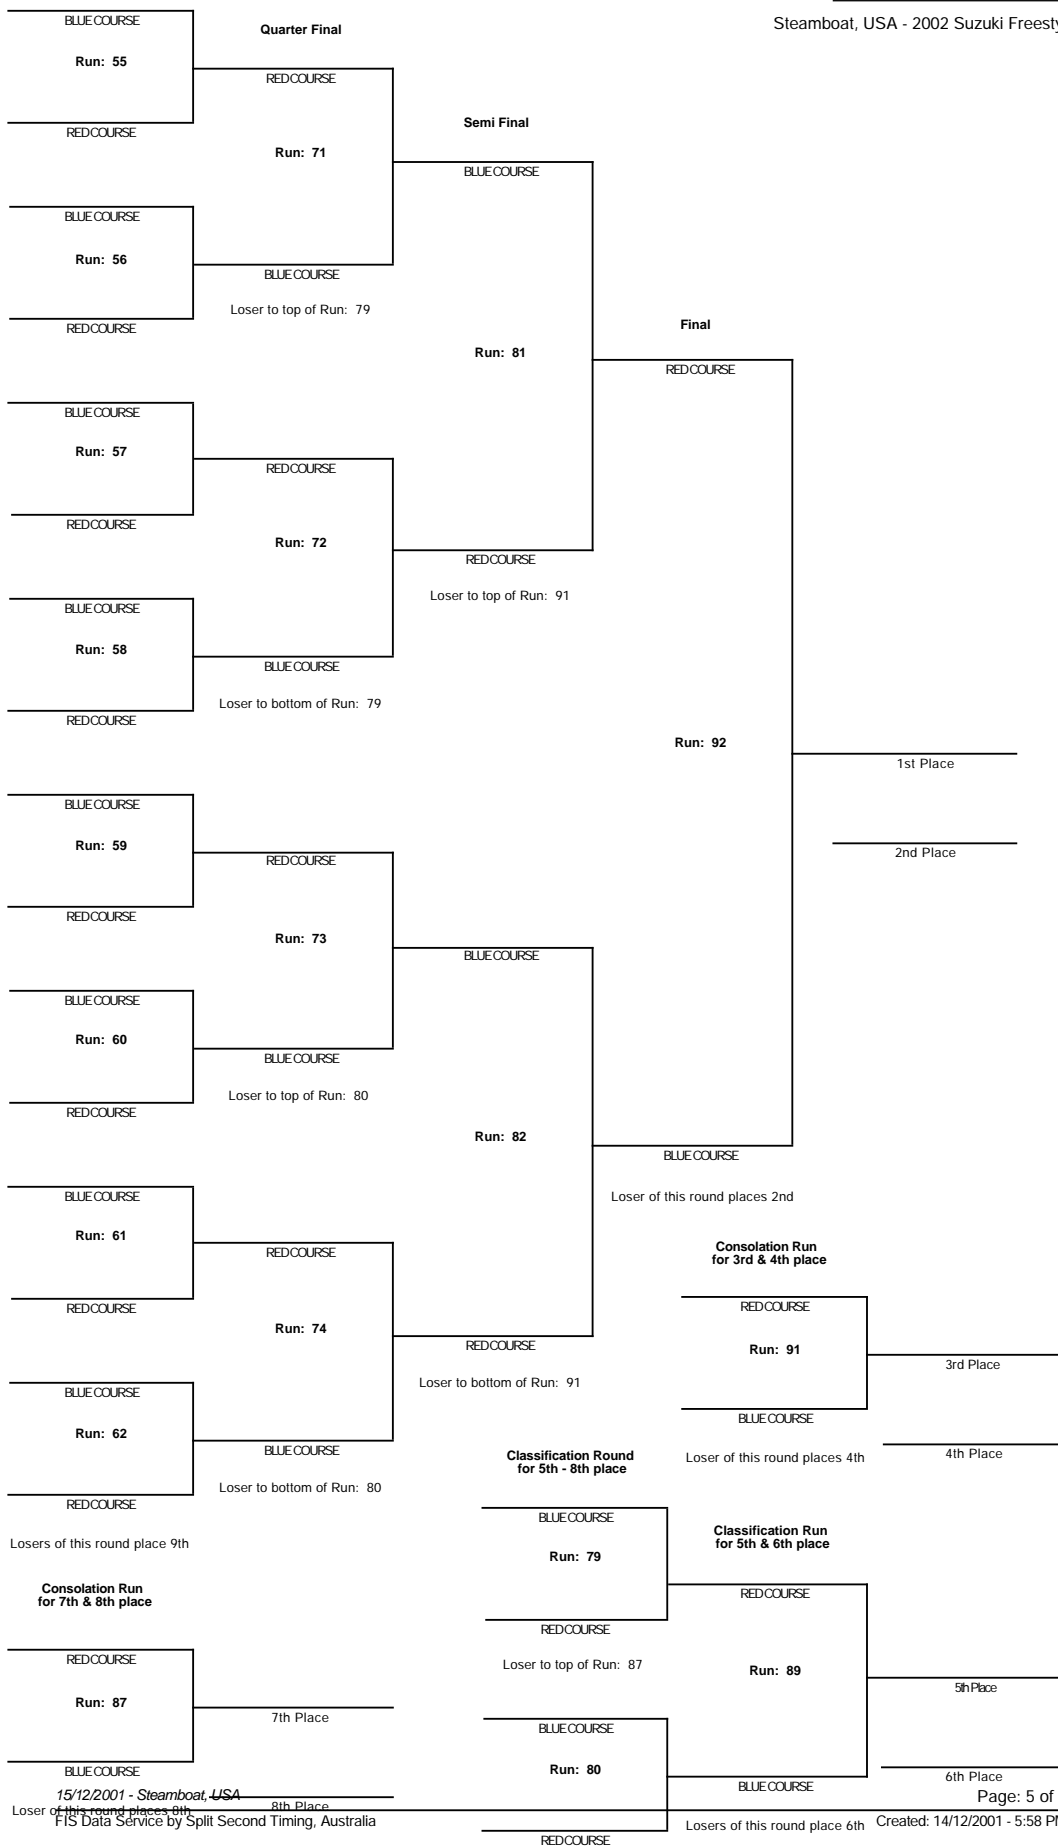 Steamboat, USA - 2002 Suzuki Freesty
BLUE COURSE
Quarter Final
Run: 55
RED COURSE
RED COURSE
Semi Final
Run: 71
BLUE COURSE
BLUE COURSE
Run: 56
BLUE COURSE
Loser to top of Run: 79
RED COURSE
Final
Run: 81
RED COURSE
BLUE COURSE
Run: 57
RED COURSE
RED COURSE
Run: 72
RED COURSE
Loser to top of Run: 91
BLUE COURSE
Run: 58
BLUE COURSE
Loser to bottom of Run: 79
RED COURSE
Run: 92
1st Place
BLUE COURSE
Run: 59
2nd Place
RED COURSE
RED COURSE
Run: 73
BLUE COURSE
BLUE COURSE
Run: 60
BLUE COURSE
Loser to top of Run: 80
RED COURSE
Run: 82
BLUE COURSE
Loser of this round places 2nd
BLUE COURSE
Run: 61
RED COURSE
Consolation Run
for 3rd & 4th place
RED COURSE
RED COURSE
Run: 74
RED COURSE
Run: 91
3rd Place
Loser to bottom of Run: 91
BLUE COURSE
BLUE COURSE
Run: 62
BLUE COURSE
Classification Round
for 5th - 8th place
Loser of this round places 4th
4th Place
Loser to bottom of Run: 80
RED COURSE
BLUE COURSE
Losers of this round place 9th
Run: 79
Classification Run
for 5th & 6th place
Consolation Run
for 7th & 8th place
RED COURSE
RED COURSE
RED COURSE
Loser to top of Run: 87
Run: 89
5th Place
Run: 87
7th Place
BLUE COURSE
Run: 80
BLUE COURSE
BLUE COURSE
6th Place
15/12/2001 - Steamboat, USA
Page: 5 of
Loser of this round places 8th
8th Place
FIS Data Service by Split Second Timing, Australia
Losers of this round place 6th
Created: 14/12/2001 - 5:58 PM
RED COURSE